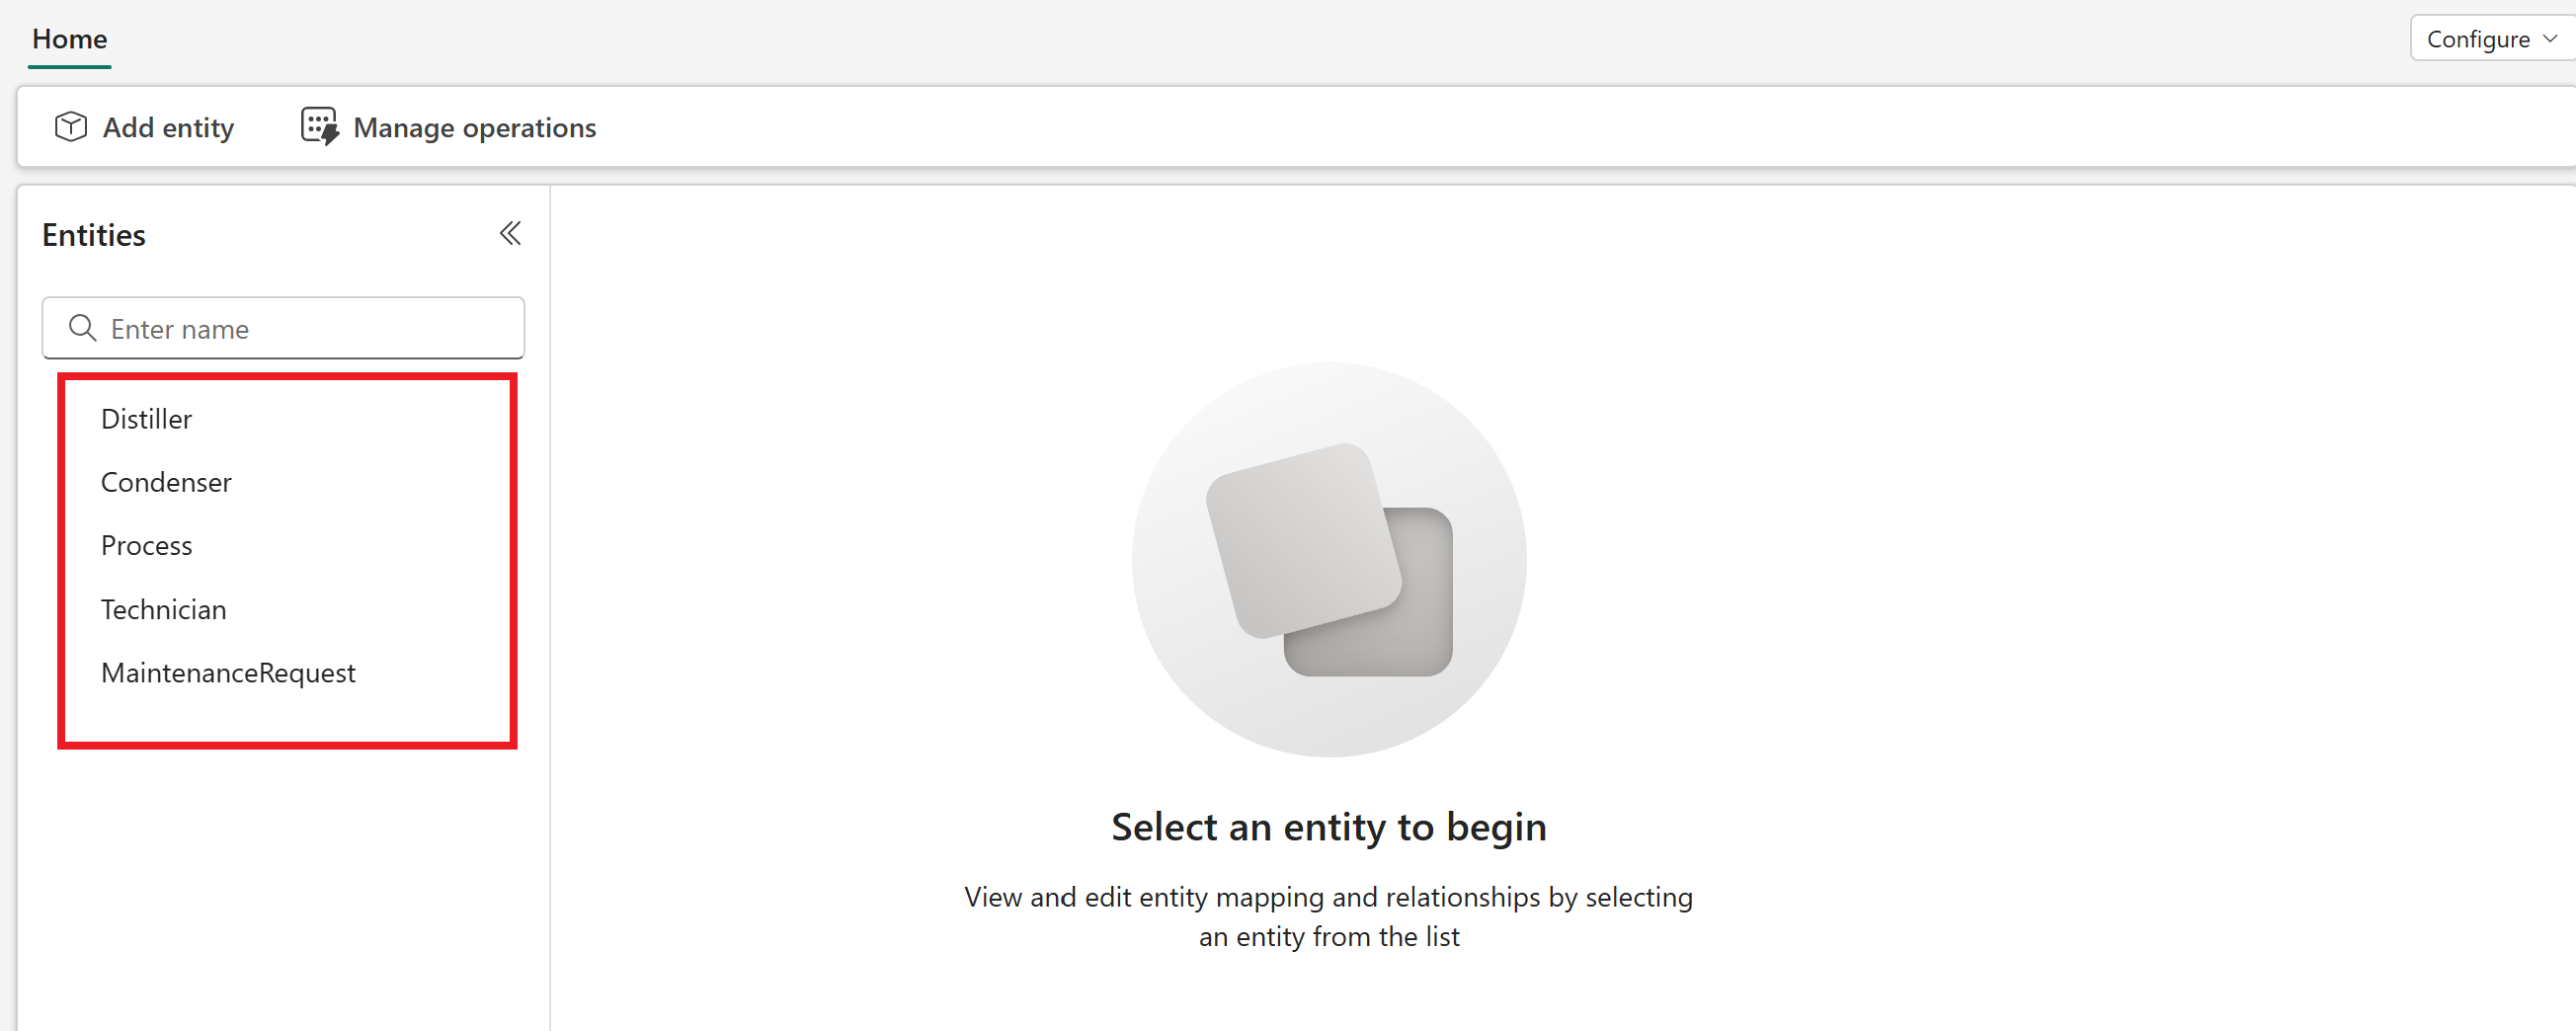 Home
Configure
Add entity
Manage operations
Entities
Enter name
Distiller
Condenser
Process
Technician
MaintenanceRequest
Select an entity to begin
View and edit entity mapping and relationships by selecting
an entity from the list